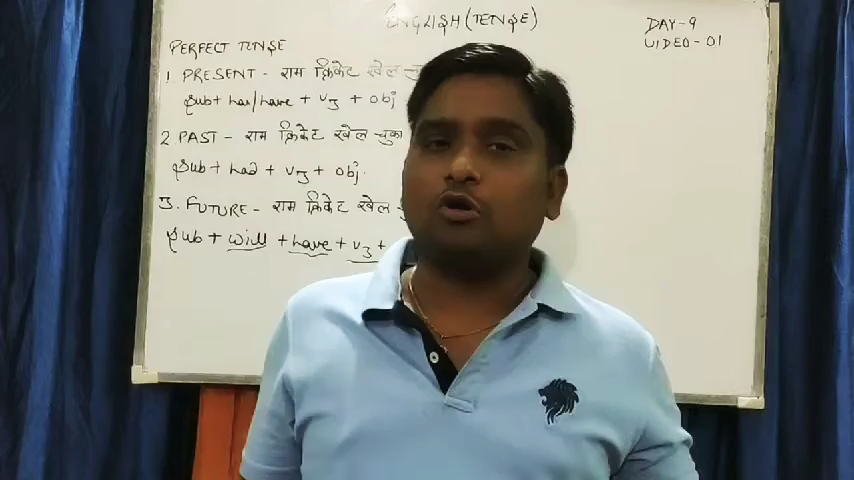 ENGLISH (TENSE)
DAY-9
VIDEO-01
PERFECT TENSE
1 PRESENT - राम क्रिकेट खेल
Sub + has/have + V3 + Obj
2 PAST - राम क्रिकेट खेल चुका
Sub + had + V3 + Obj.
3. FUTURE - राम क्रिकेट खेल
Sub + will + have + V3 +